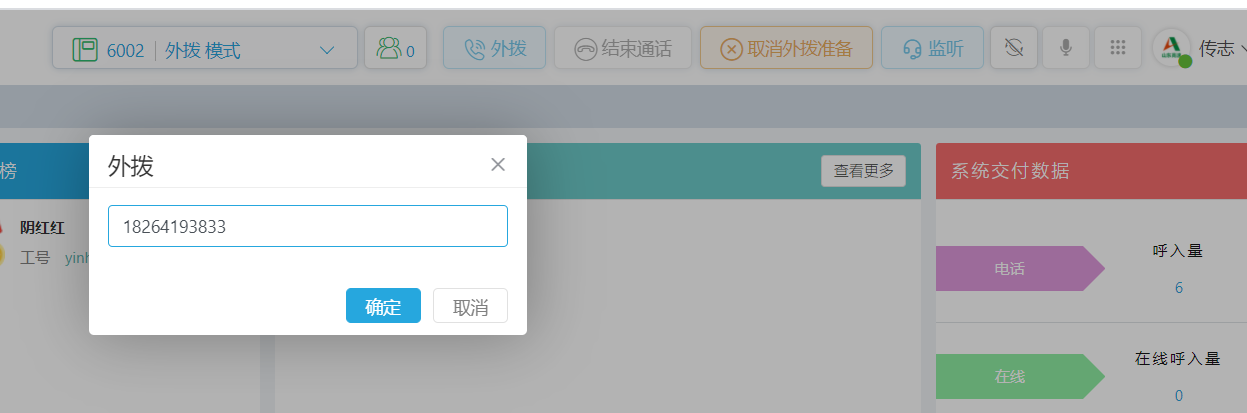 6002 外拨 模式
0
外拨
结束通话
取消外拨准备
监听
传志
榜
外拨
查看更多
系统交付数据
18264193833
阴红红
工号 yinh
确定
取消
电话
呼入量
6
在线
在线呼入量
0